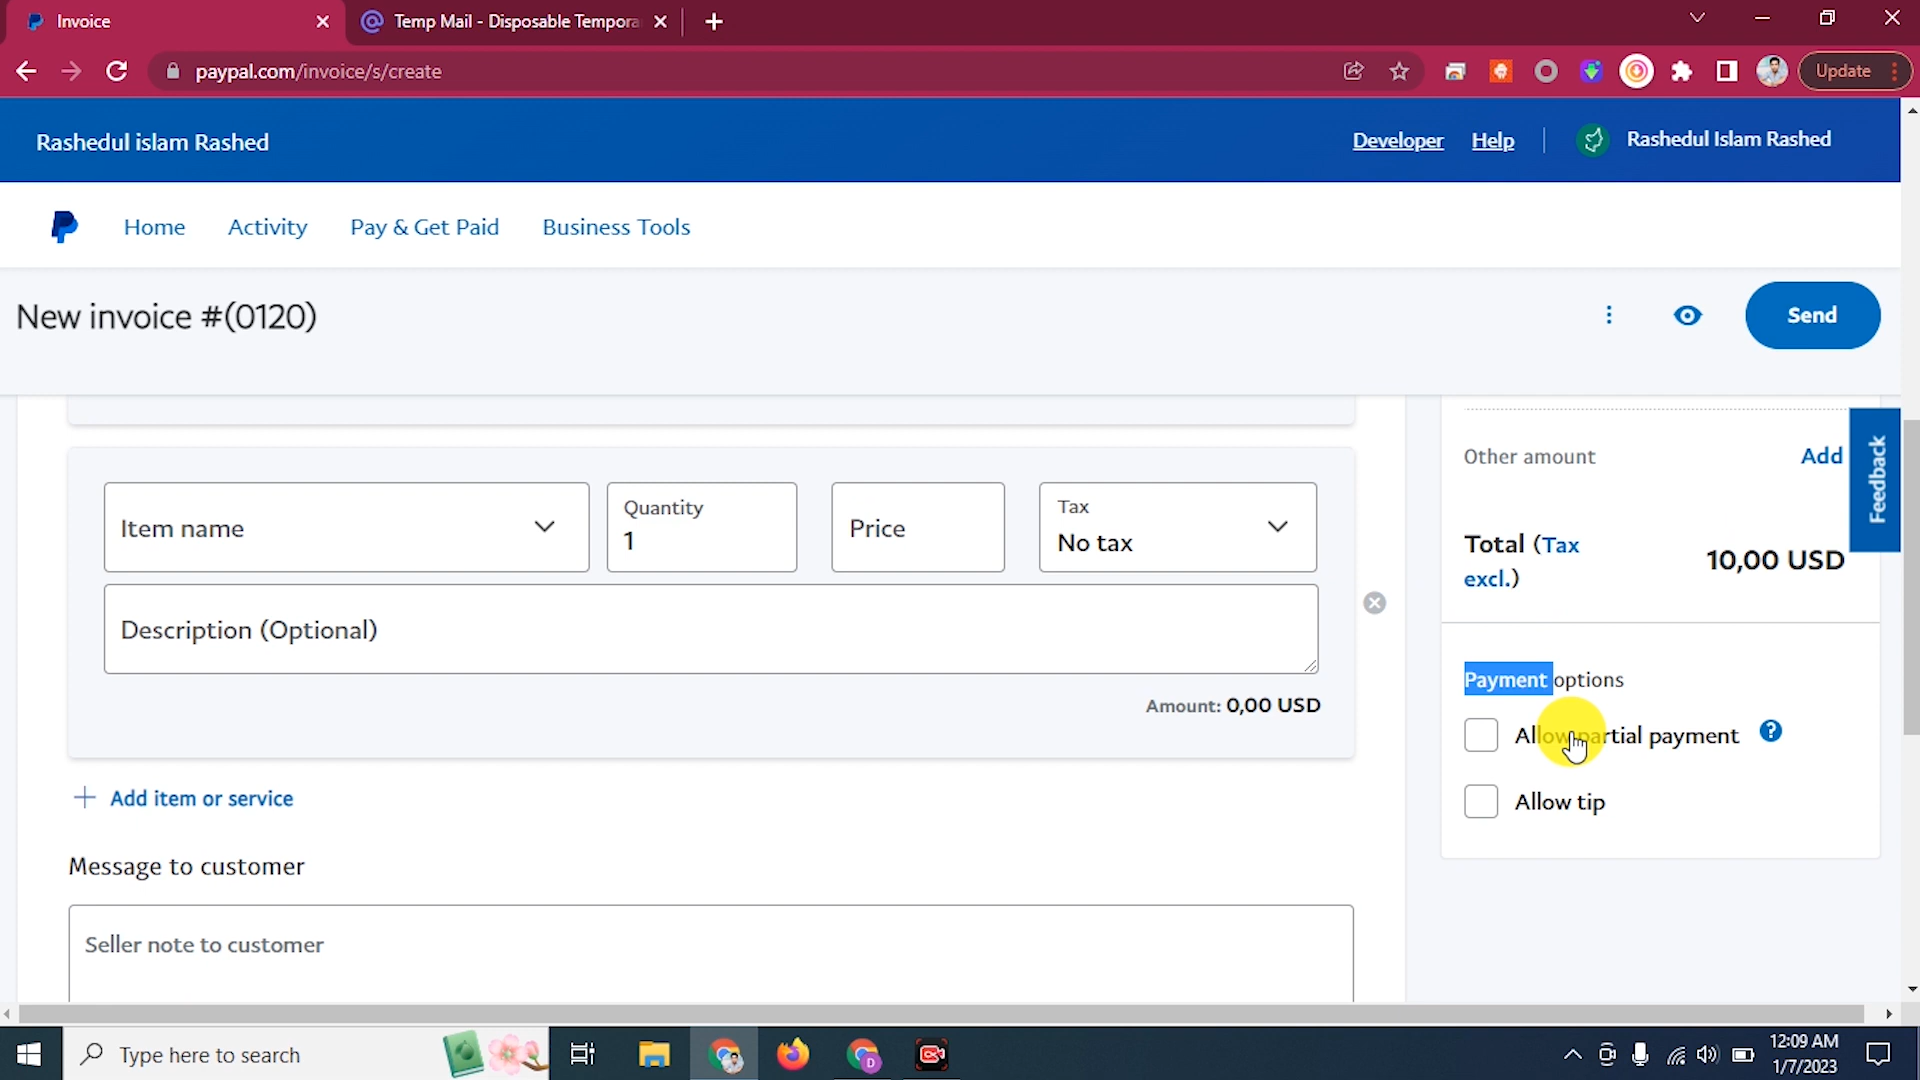 Invoice
Temp Mail - Disposable Tempora
paypal.com/invoice/s/create
Update
Rashedul islam Rashed
Developer
Help
Rashedul Islam Rashed
Home
Activity
Pay & Get Paid
Business Tools
New invoice #(0120)
Send
Item name
Quantity
1
Price
Tax
No tax
Description (Optional)
Amount: 0,00 USD
Add item or service
Message to customer
Seller note to customer
Other amount
Add
Feedback
Total (Tax
excl.)
10,00 USD
Payment options
Allow partial payment
?
Allow tip
Type here to search
D
12:09 AM
1/7/2023